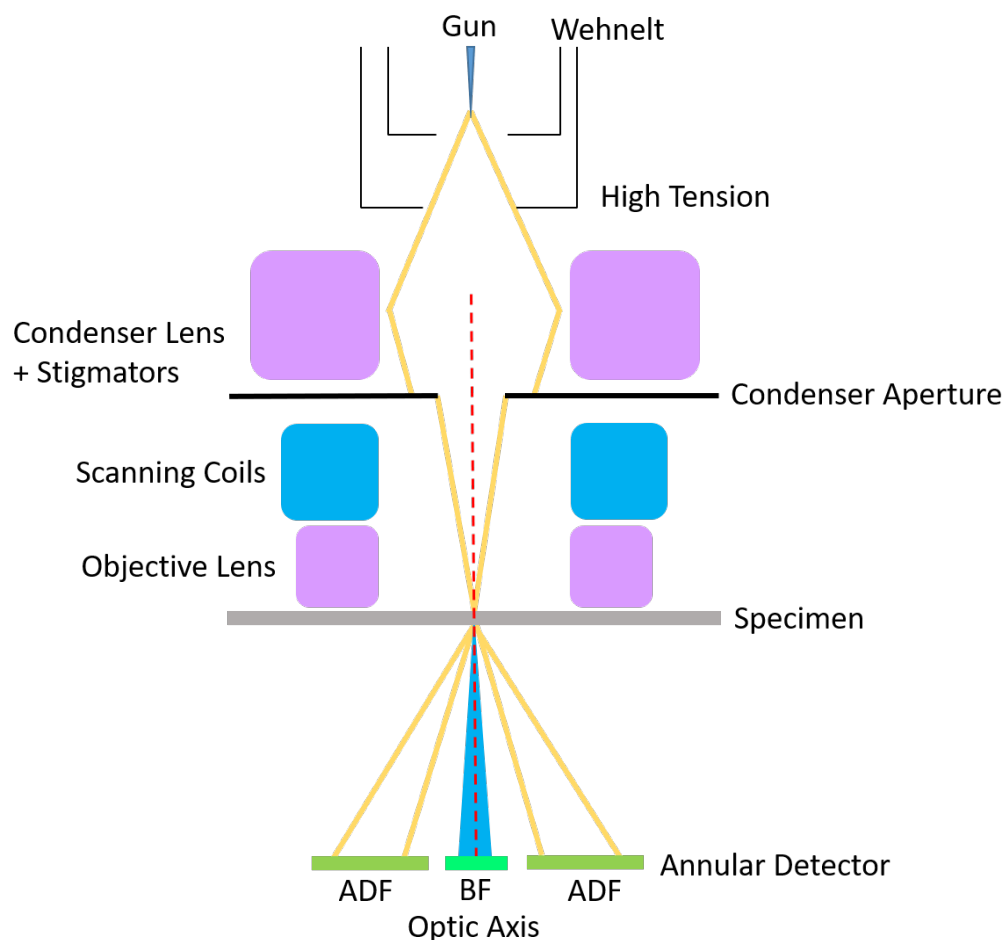 Gun
Wehnelt
High Tension
Condenser Lens
+ Stigmators
Condenser Aperture
Scanning Coils
Objective Lens
Specimen
Annular Detector
ADF
BF
ADF
Optic Axis